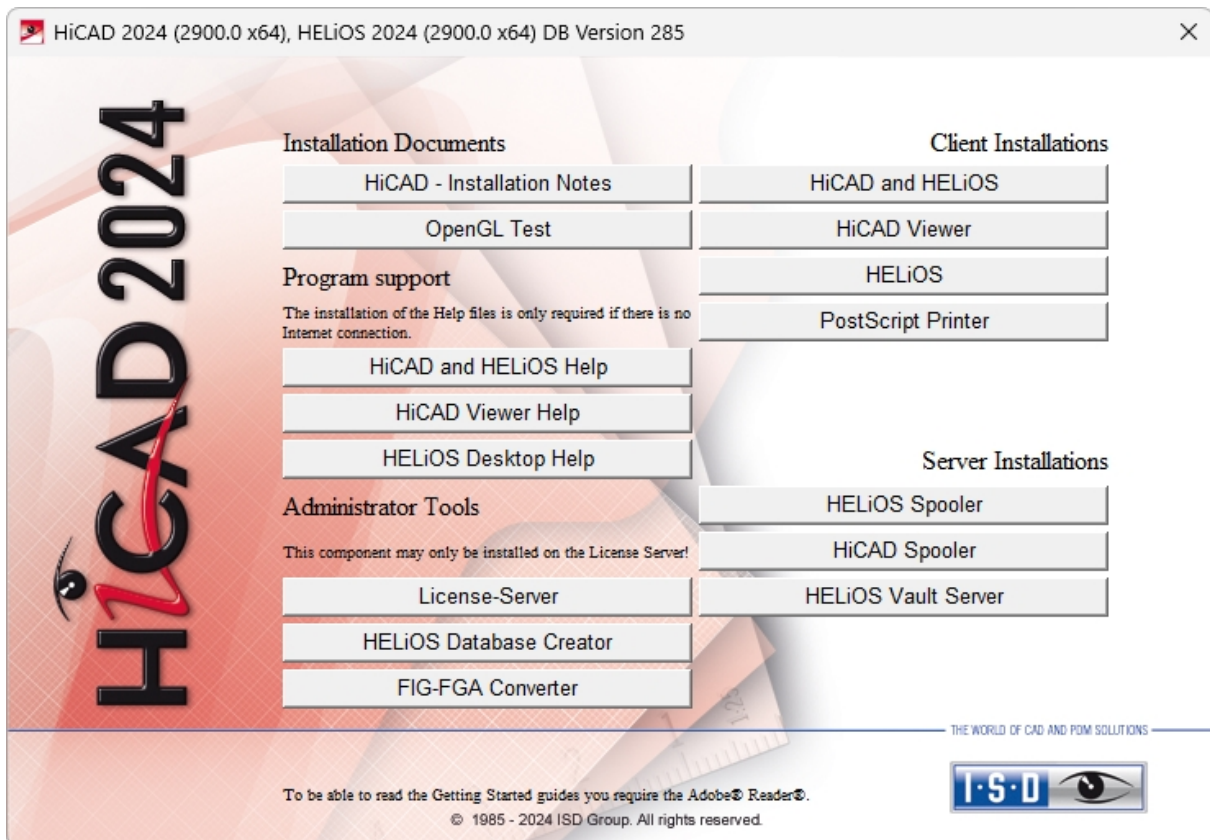 HiCAD 2024 (2900.0 x64), HELiOS 2024 (2900.0 x64) DB Version 285
HiCAD 2024
Installation Documents
HiCAD - Installation Notes
OpenGL Test
Program support
The installation of the Help files is only required if there is no
Internet connection.
HiCAD and HELiOS Help
HiCAD Viewer Help
HELiOS Desktop Help
Administrator Tools
This component may only be installed on the License Server!
License-Server
HELiOS Database Creator
FIG-FGA Converter
Client Installations
HiCAD and HELiOS
HiCAD Viewer
HELiOS
PostScript Printer
Server Installations
HELiOS Spooler
HiCAD Spooler
HELiOS Vault Server
1:25
1
THE WORLD OF CAD AND PDM SOLUTIONS
I·S·D
To be able to read the Getting Started guides you require the Adobe® Reader®.
© 1985 - 2024 ISD Group. All rights reserved.